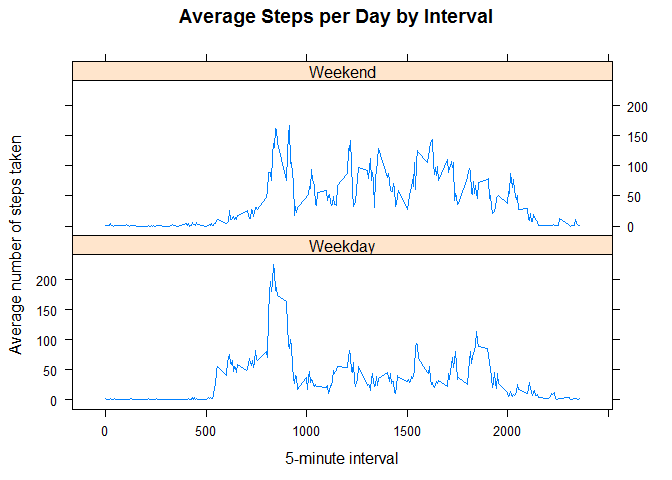 Average Steps per Day by Interval
Weekend
200
150
100
50
0
Weekday
200
150
100
50
0
0 500 1000 1500 2000
5-minute interval
Average number of steps taken